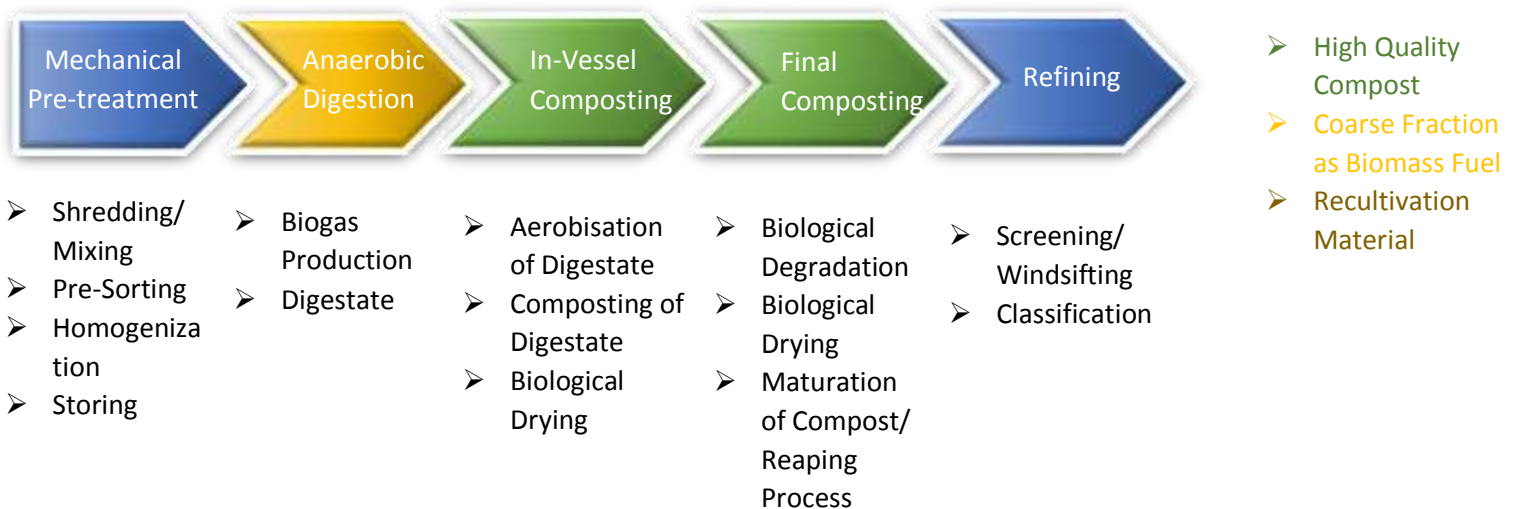 Mechanical
Pre-treatment
Anaerobic
Digestion
In-Vessel
Composting
Final
Composting
Refining
➢ High Quality
Compost
➢ Coarse Fraction
as Biomass Fuel
➢ Recultivation
Material
➢ Shredding/
Mixing
➢ Pre-Sorting
➢ Homogeniza
tion
➢ Storing
➢ Biogas
Production
➢ Digestate
➢ Aerobisation
of Digestate
➢ Composting of
Digestate
➢ Biological
Drying
➢ Biological
Degradation
➢ Biological
Drying
➢ Maturation
of Compost/
Reaping
Process
➢ Screening/
Windsifting
➢ Classification